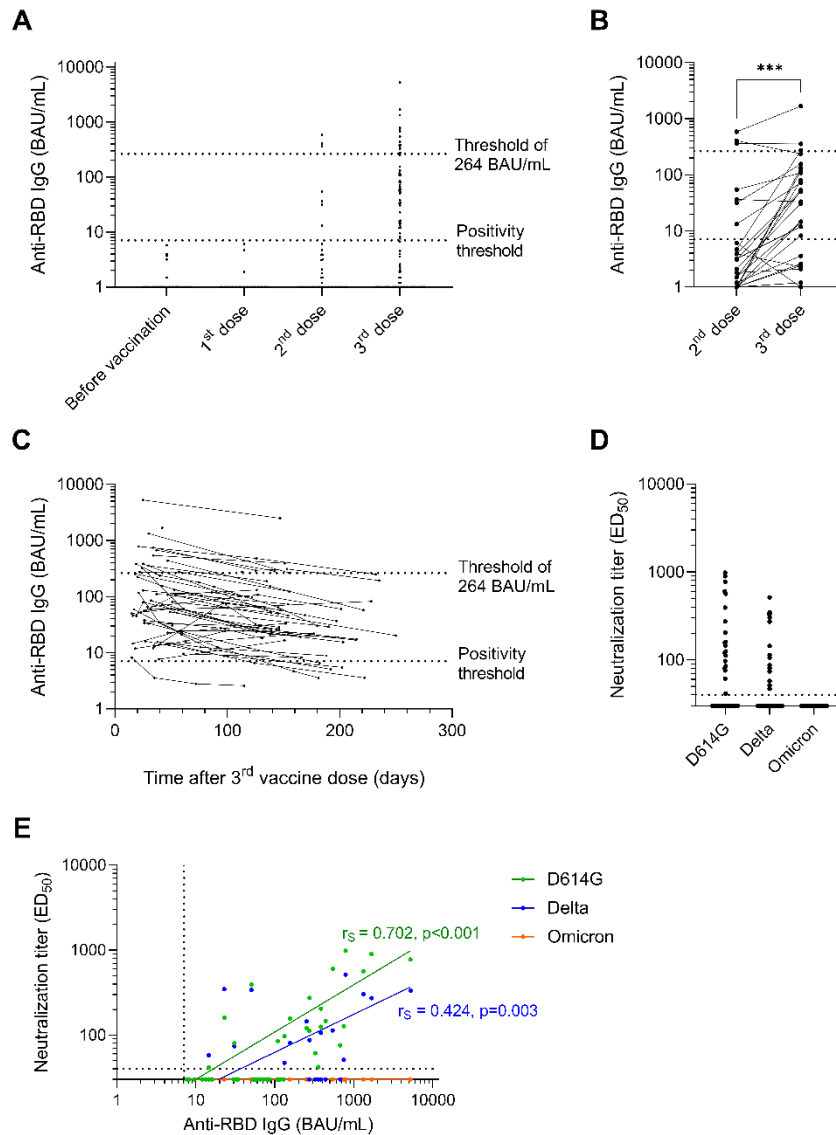 A
Anti-RBD IgG (BAU/mL)
10000
1000
100
10
1
Threshold of
264 BAU/mL
Positivity
threshold
Before vaccination
1st dose
2nd dose
3rd dose
B
Anti-RBD IgG (BAU/mL)
10000
1000
100
10
1
***
2nd dose
3rd dose
C
Anti-RBD IgG (BAU/mL)
10000
1000
100
10
1
Threshold of
264 BAU/mL
Positivity
threshold
0
100
200
300
Time after 3rd vaccine dose (days)
D
Neutralization titer (ED50)
10000
1000
100
D614G
Delta
Omicron
E
Neutralization titer (ED50)
10000
1000
100
rS = 0.702, p<0.001
rS = 0.424, p=0.003
D614G
Delta
Omicron
1
10
100
1000
10000
Anti-RBD IgG (BAU/mL)